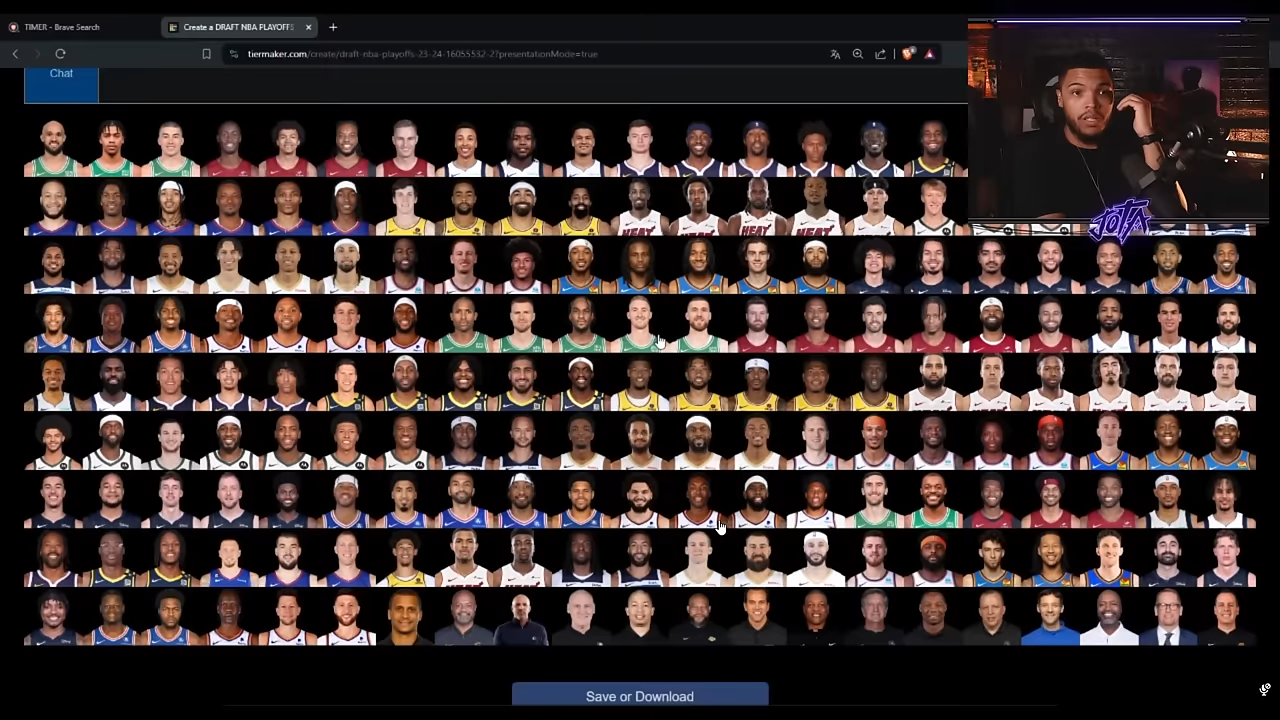 TIMER - Brave Search
Create a DRAFT NBA PLAYOFFS
tiermaker.com/create/draft-nba-playoffs-23-24-16055532-2?presentationMode=true
Chat
HEAT
Save or Download
JOTA